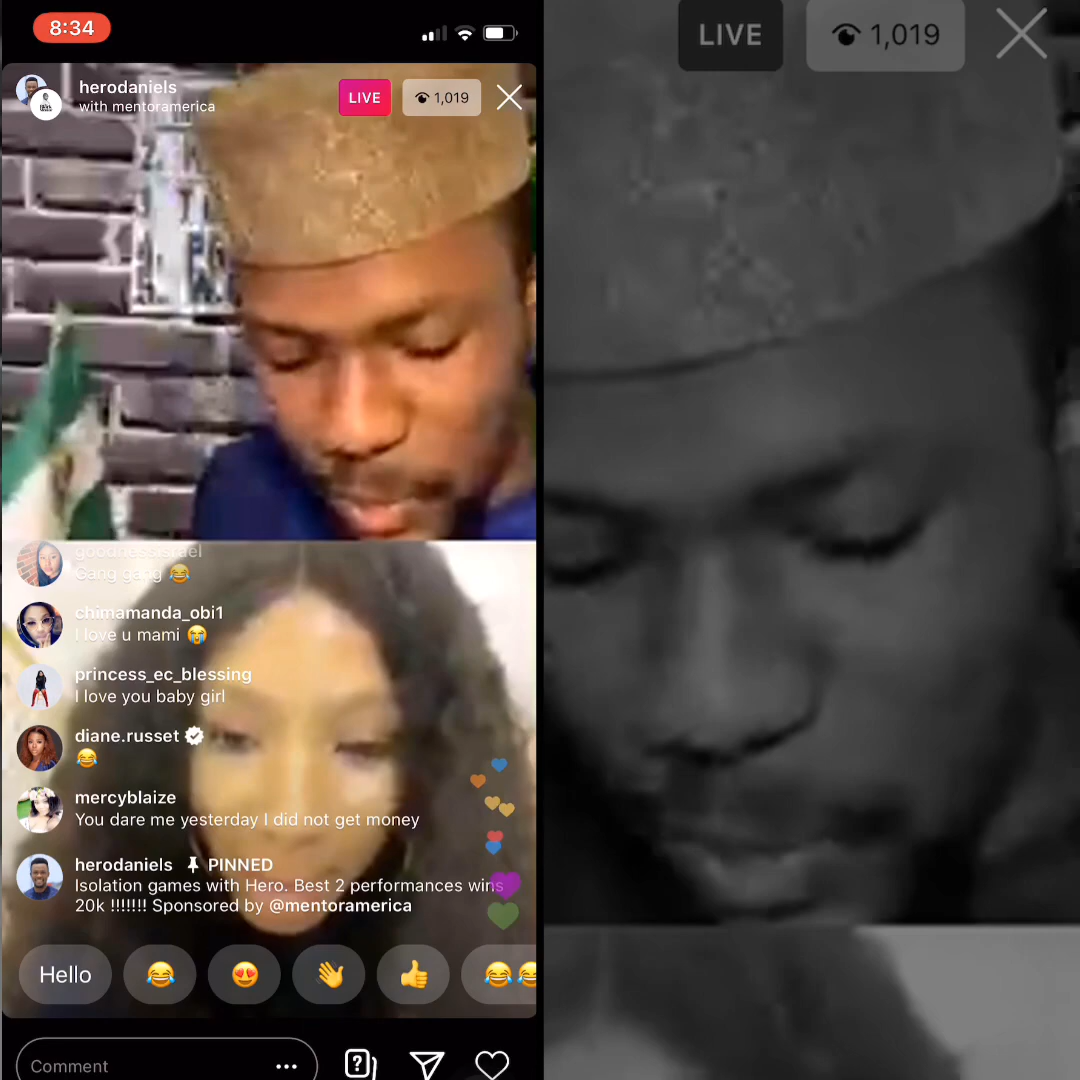 8:34
herodaniels
with mentoramerica
LIVE
1,019
goodnessisrael
Gang gang 😂
chimamanda_obi1
I love u mami 😭
princess_ec_blessing
I love you baby girl
diane.russet
😂
mercyblaize
You dare me yesterday I did not get money
herodaniels PINNED
Isolation games with Hero. Best 2 performances wins
20k !!!!!!! Sponsored by @mentoramerica
Hello 😂 😍 👋 👍 😂😂
Comment
LIVE
1,019